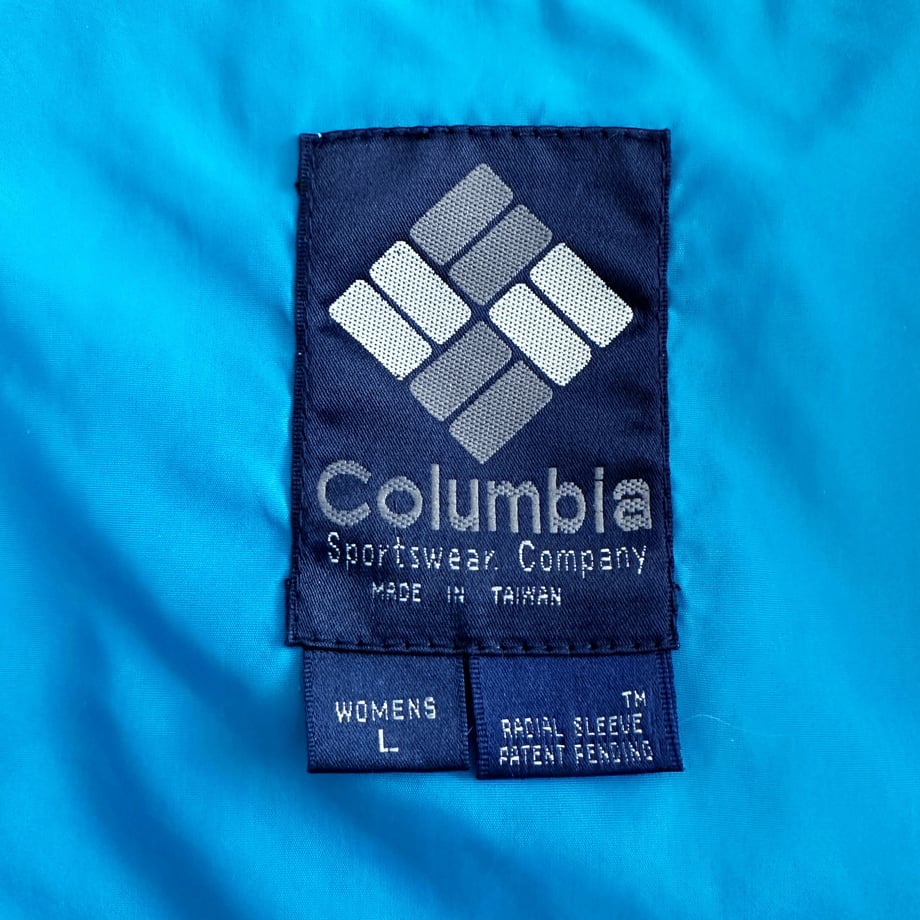 Columbia
Sportswear Company
MADE IN TAIWAN
WOMENS
L
TM
RADIAL SLEEVE
PATENT PENDING